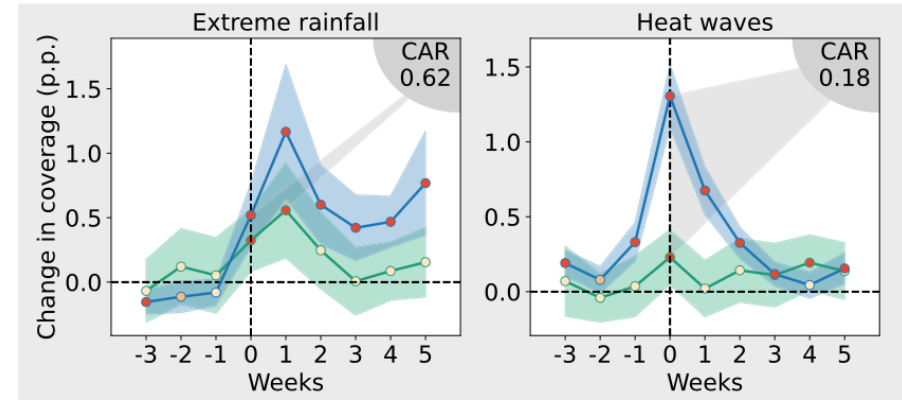 Extreme rainfall
Heat waves
CAR
0.62
CAR
0.18
Change in coverage (p.p.)
1.5
1.0
0.5
0.0
1.5
1.0
0.5
0.0
-3 -2 -1 0 1 2 3 4 5
-3 -2 -1 0 1 2 3 4 5
Weeks
Weeks